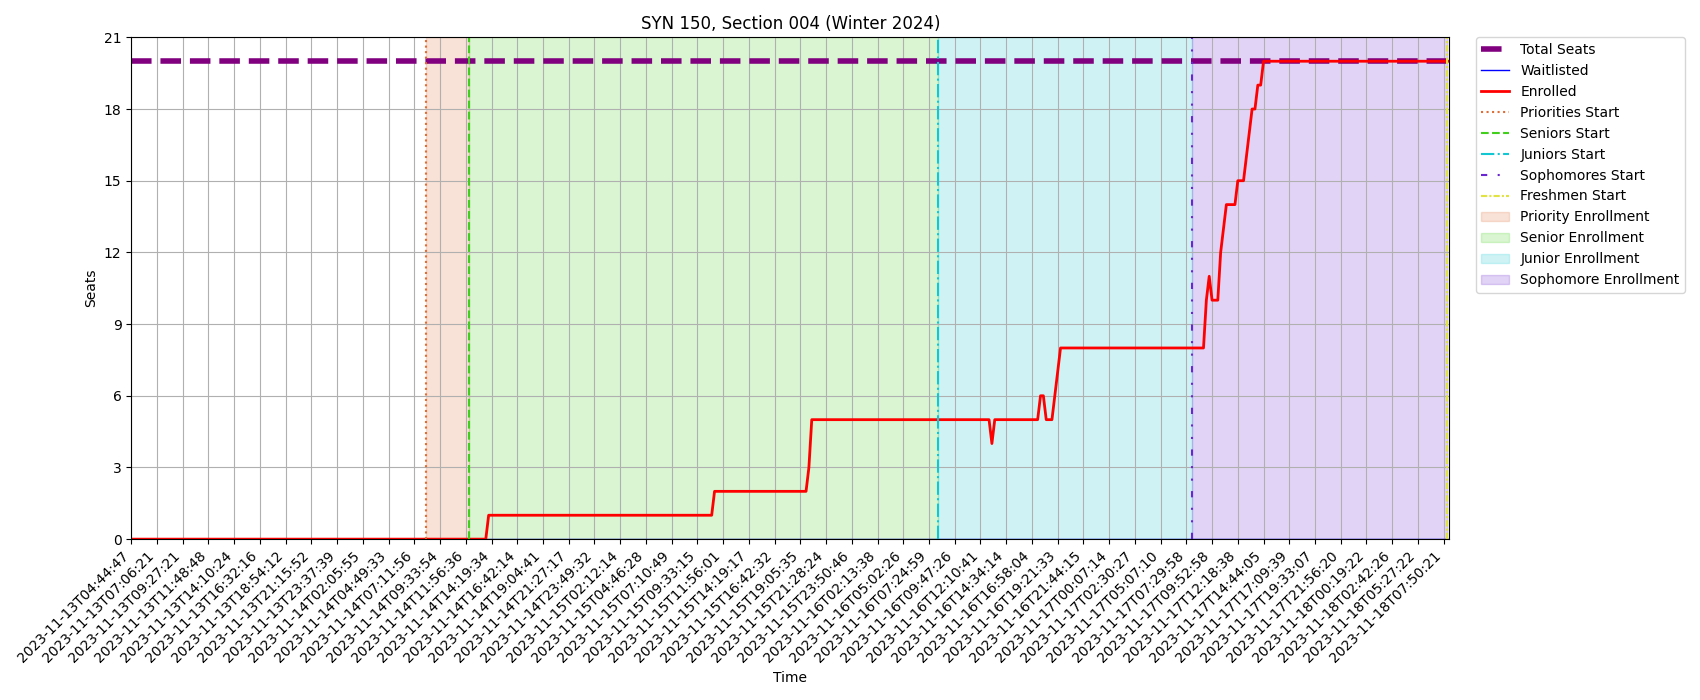 SYN 150, Section 004 (Winter 2024)
21
18
15
12
9
6
3
0
Seats
2023-11-13T04:44:47
2023-11-13T07:06:21
2023-11-13T09:27:21
2023-11-13T11:48:48
2023-11-13T14:10:24
2023-11-13T16:32:16
2023-11-13T18:54:12
2023-11-13T21:15:52
2023-11-13T23:37:39
2023-11-14T02:05:55
2023-11-14T04:49:33
2023-11-14T07:11:56
2023-11-14T09:33:54
2023-11-14T11:56:36
2023-11-14T14:19:34
2023-11-14T16:42:14
2023-11-14T19:04:41
2023-11-14T21:27:17
2023-11-14T23:49:32
2023-11-15T02:12:14
2023-11-15T04:46:28
2023-11-15T07:10:49
2023-11-15T09:33:15
2023-11-15T11:56:01
2023-11-15T14:19:17
2023-11-15T16:42:32
2023-11-15T19:05:35
2023-11-15T21:28:24
2023-11-15T23:50:46
2023-11-16T02:13:38
2023-11-16T05:02:26
2023-11-16T07:24:59
2023-11-16T09:47:26
2023-11-16T12:10:41
2023-11-16T14:34:14
2023-11-16T16:58:04
2023-11-16T19:21:33
2023-11-16T21:44:15
2023-11-17T00:07:14
2023-11-17T02:30:27
2023-11-17T05:07:10
2023-11-17T07:29:58
2023-11-17T09:52:58
2023-11-17T12:18:38
2023-11-17T14:44:05
2023-11-17T17:09:39
2023-11-17T19:33:07
2023-11-17T21:56:20
2023-11-18T00:19:22
2023-11-18T02:42:26
2023-11-18T05:27:22
2023-11-18T07:50:21
Time
Total Seats
Waitlisted
Enrolled
Priorities Start
Seniors Start
Juniors Start
Sophomores Start
Freshmen Start
Priority Enrollment
Senior Enrollment
Junior Enrollment
Sophomore Enrollment